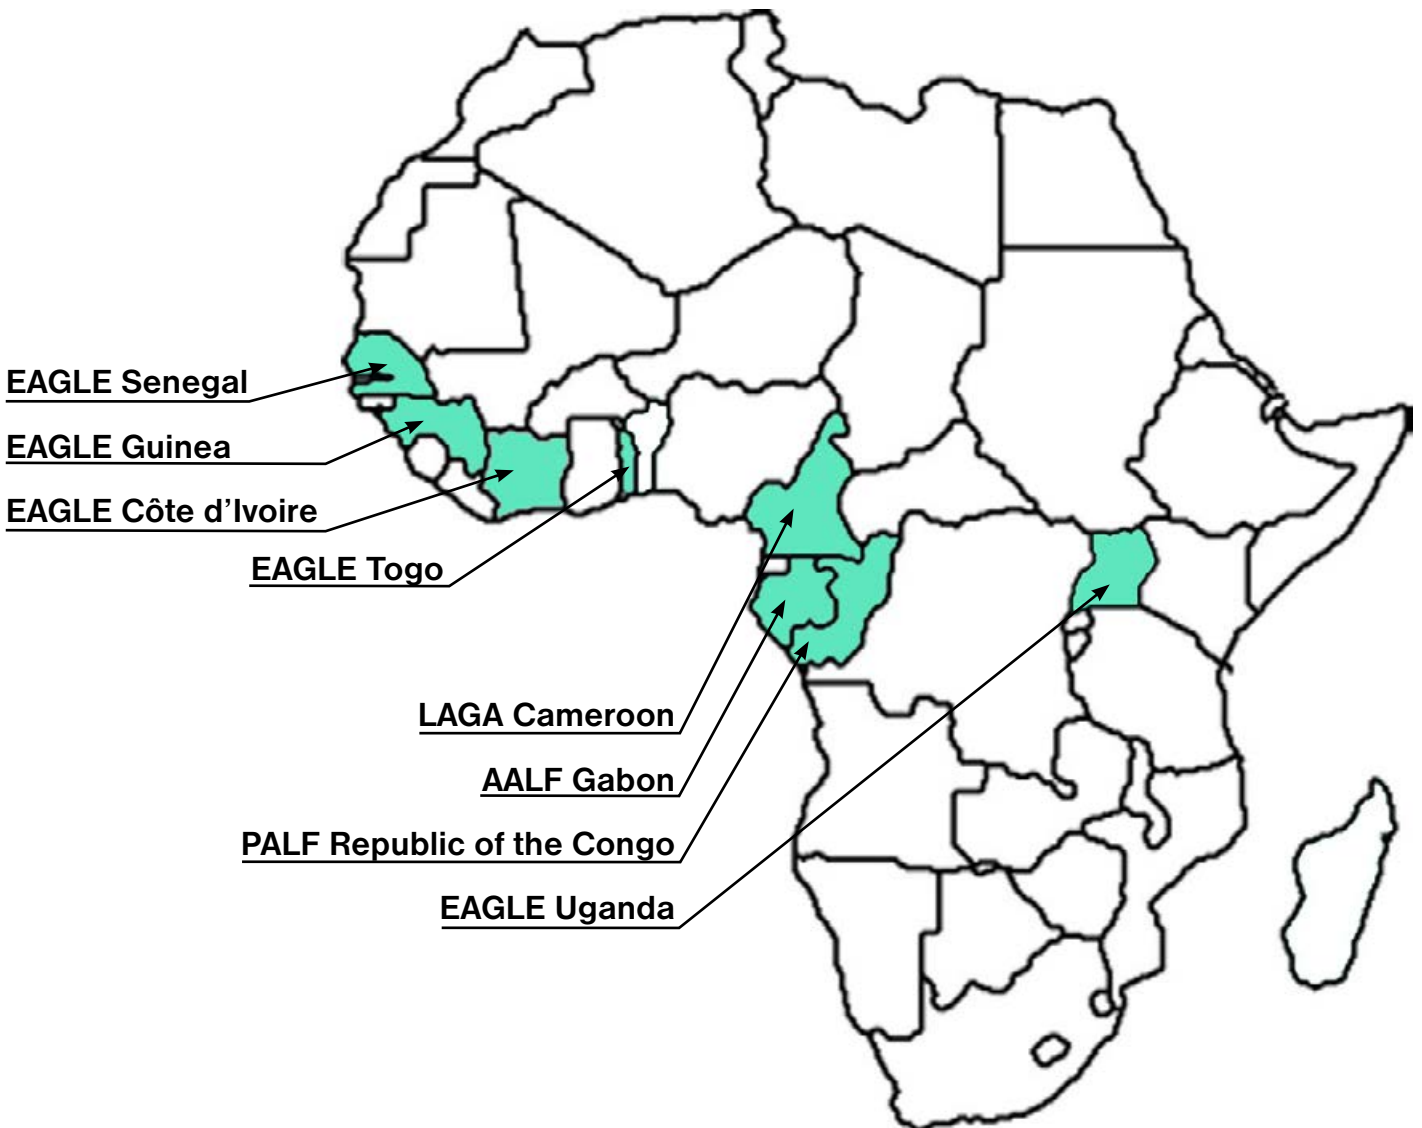 EAGLE Senegal
EAGLE Guinea
EAGLE Côte d’Ivoire
EAGLE Togo
LAGA Cameroon
AALF Gabon
PALF Republic of the Congo
EAGLE Uganda